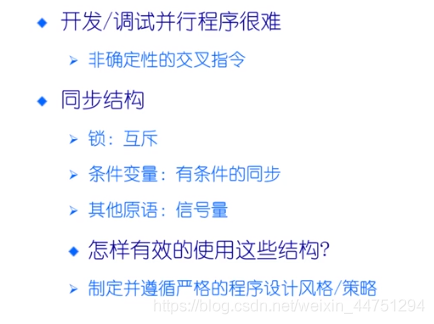 开发/调试并行程序很难
非确定性的交叉指令
同步结构
锁：互斥
条件变量：有条件的同步
其他原语：信号量
怎样有效的使用这些结构?
制定并遵循严格的程序设计风格/策略
https://blog.csdn.net/weixin_44751294